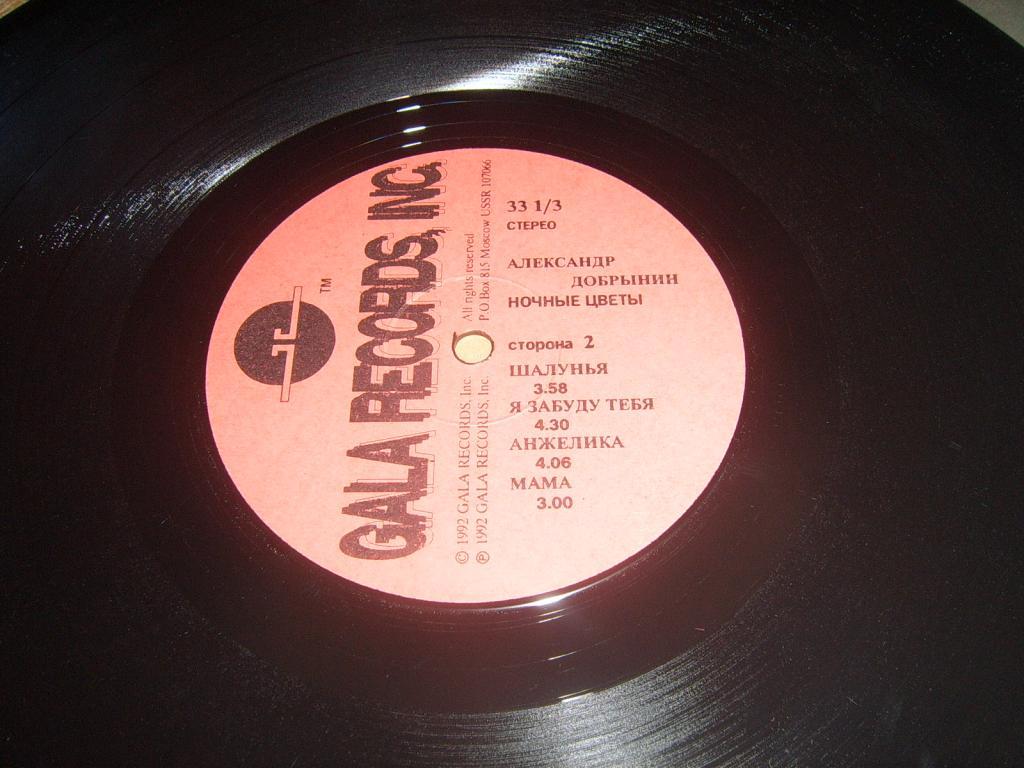 GALA RECORDS, INC.
TM
© 1992 GALA RECORDS, Inc. All rights reserved
℗ 1992 GALA RECORDS, Inc. P.O.Box 815 Moscow USSR 107066
33 1/3
СТЕРЕО
АЛЕКСАНДР
ДОБРЫНИН
НОЧНЫЕ ЦВЕТЫ
сторона 2
ШАЛУНЬЯ
3.58
Я ЗАБУДУ ТЕБЯ
4.30
АНЖЕЛИКА
4.06
МАМА
3.00